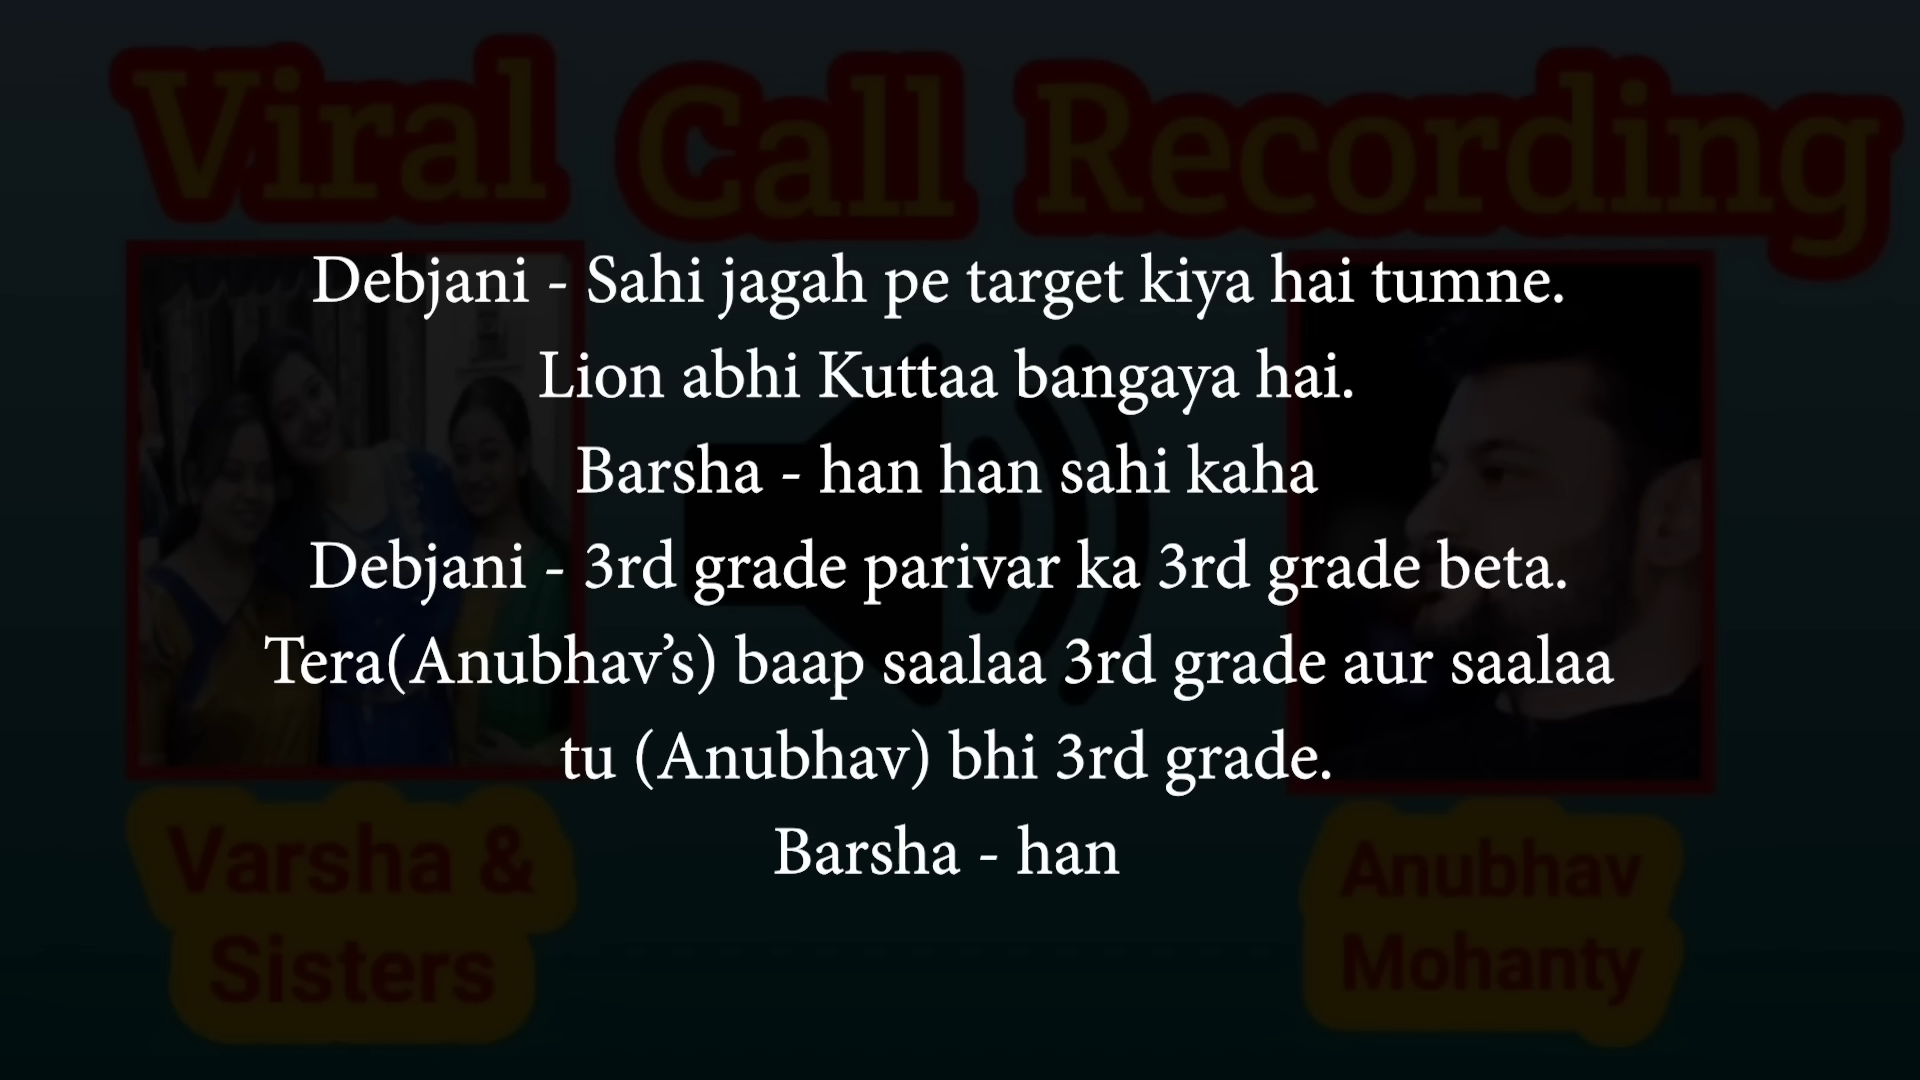 Viral Call Recording
Debjani - Sahi jagah pe target kiya hai tumne.
Lion abhi Kuttaa bangaya hai.
Barsha - han han sahi kaha
Debjani - 3rd grade parivar ka 3rd grade beta.
Tera(Anubhav’s) baap saalaa 3rd grade aur saalaa
tu (Anubhav) bhi 3rd grade.
Barsha - han
Varsha &
Sisters
Anubhav
Mohanty